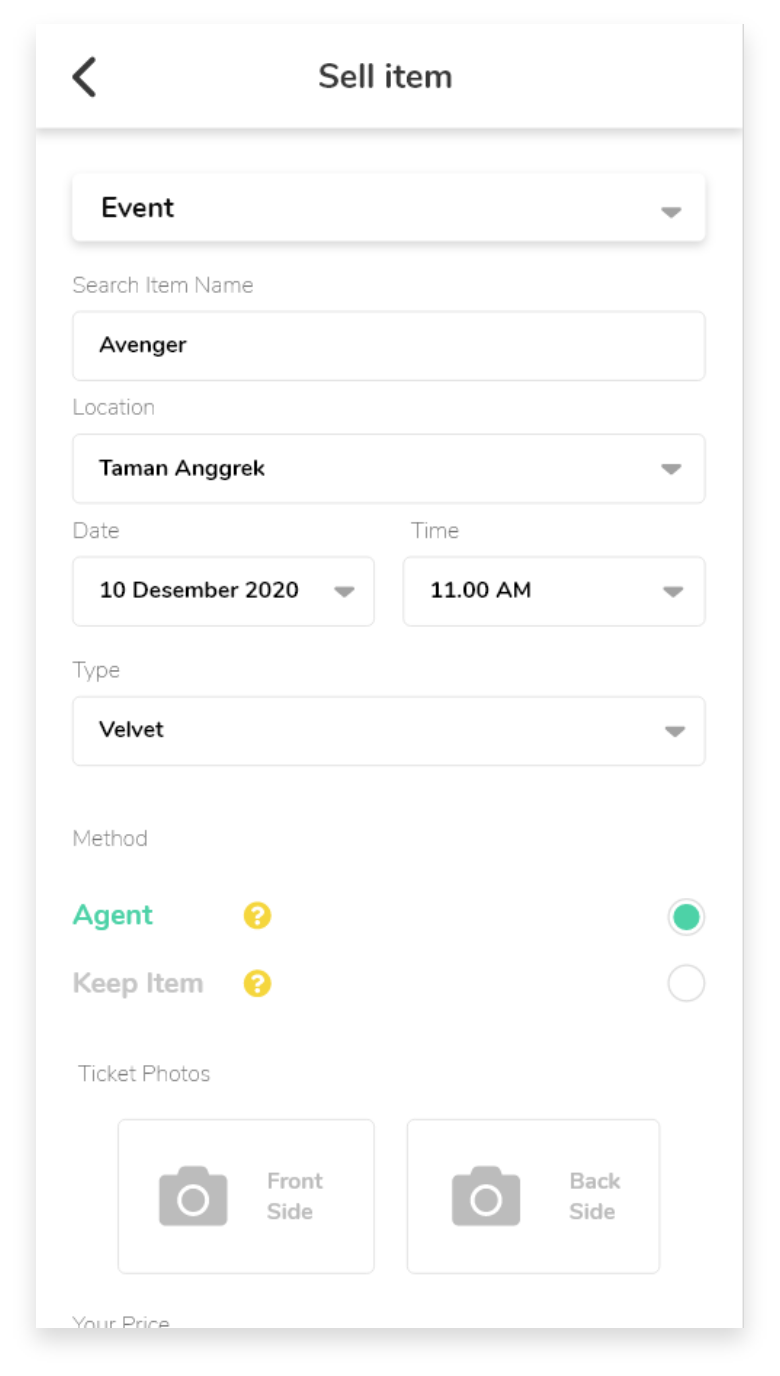 Sell item
Event
Search Item Name
Avenger
Location
Taman Anggrek
Date Time
10 Desember 2020 11.00 AM
Type
Velvet
Method
Agent ?
Keep Item ?
Ticket Photos
Front Back
Side Side
Your Price